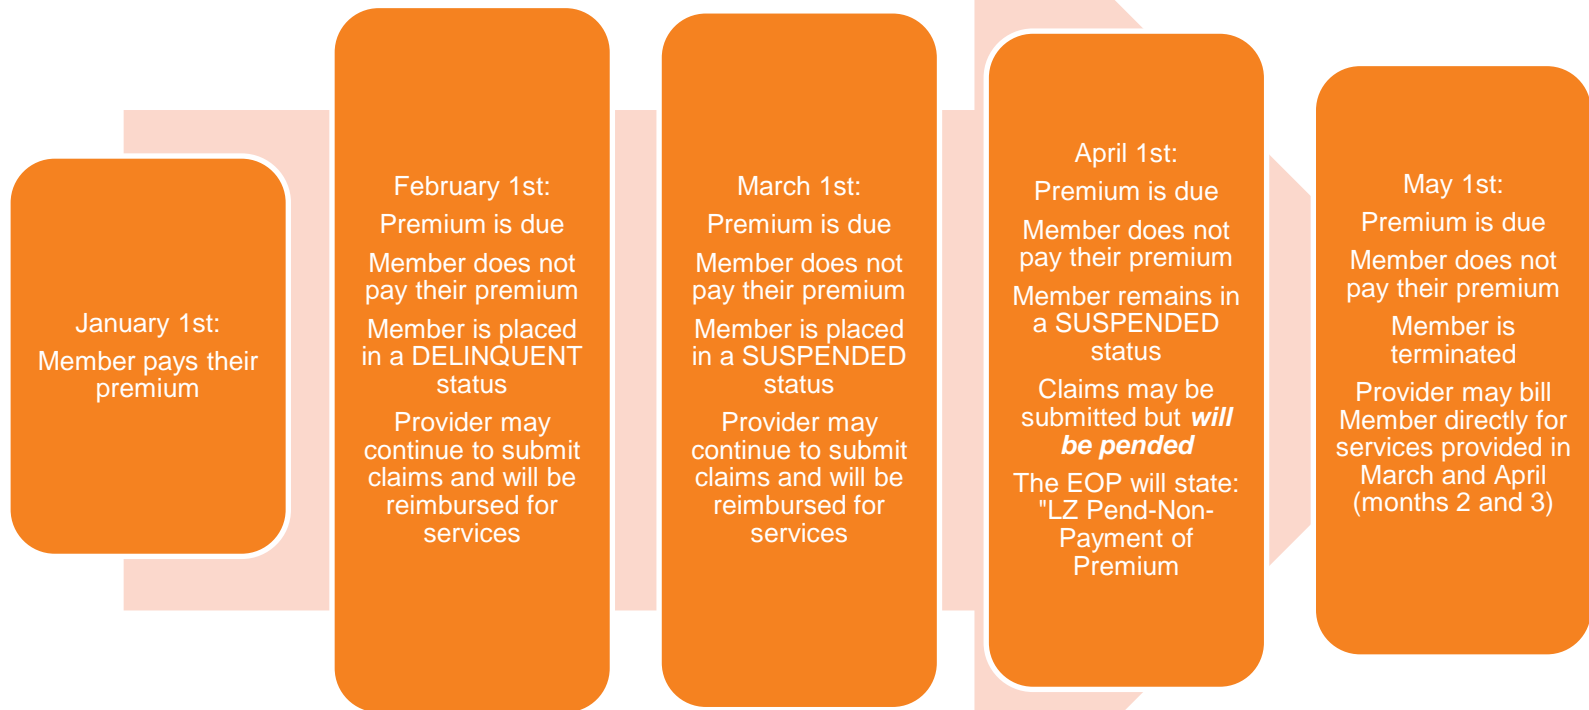 January 1st:
Member pays their
premium
February 1st:
Premium is due
Member does not
pay their premium
Member is placed
in a DELINQUENT
status
Provider may
continue to submit
claims and will be
reimbursed for
services
March 1st:
Premium is due
Member does not
pay their premium
Member is placed
in a SUSPENDED
status
Provider may
continue to submit
claims and will be
reimbursed for
services
April 1st:
Premium is due
Member does not
pay their premium
Member remains in
a SUSPENDED
status
Claims may be
submitted but will
be pended
The EOP will state:
"LZ Pend-Non-
Payment of
Premium
May 1st:
Premium is due
Member does not
pay their premium
Member is
terminated
Provider may bill
Member directly for
services provided in
March and April
(months 2 and 3)